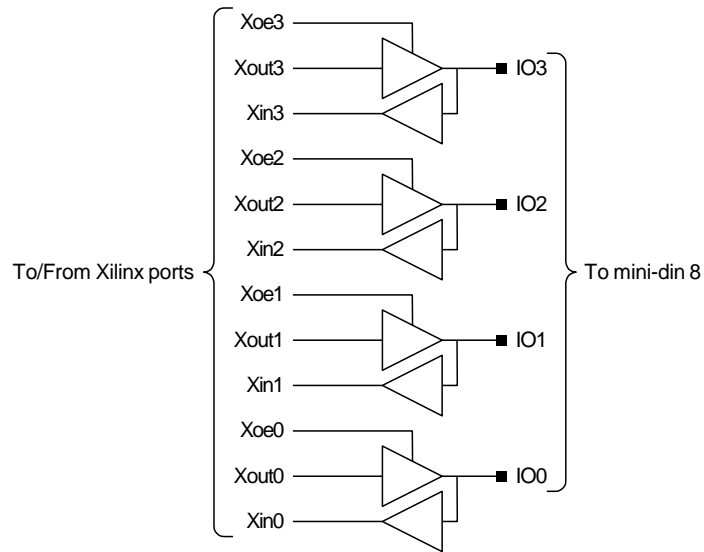 Xoe3
Xout3
IO3
Xin3
Xoe2
Xout2
IO2
Xin2
To/From Xilinx ports
To mini-din 8
Xoe1
Xout1
IO1
Xin1
Xoe0
Xout0
IO0
Xin0